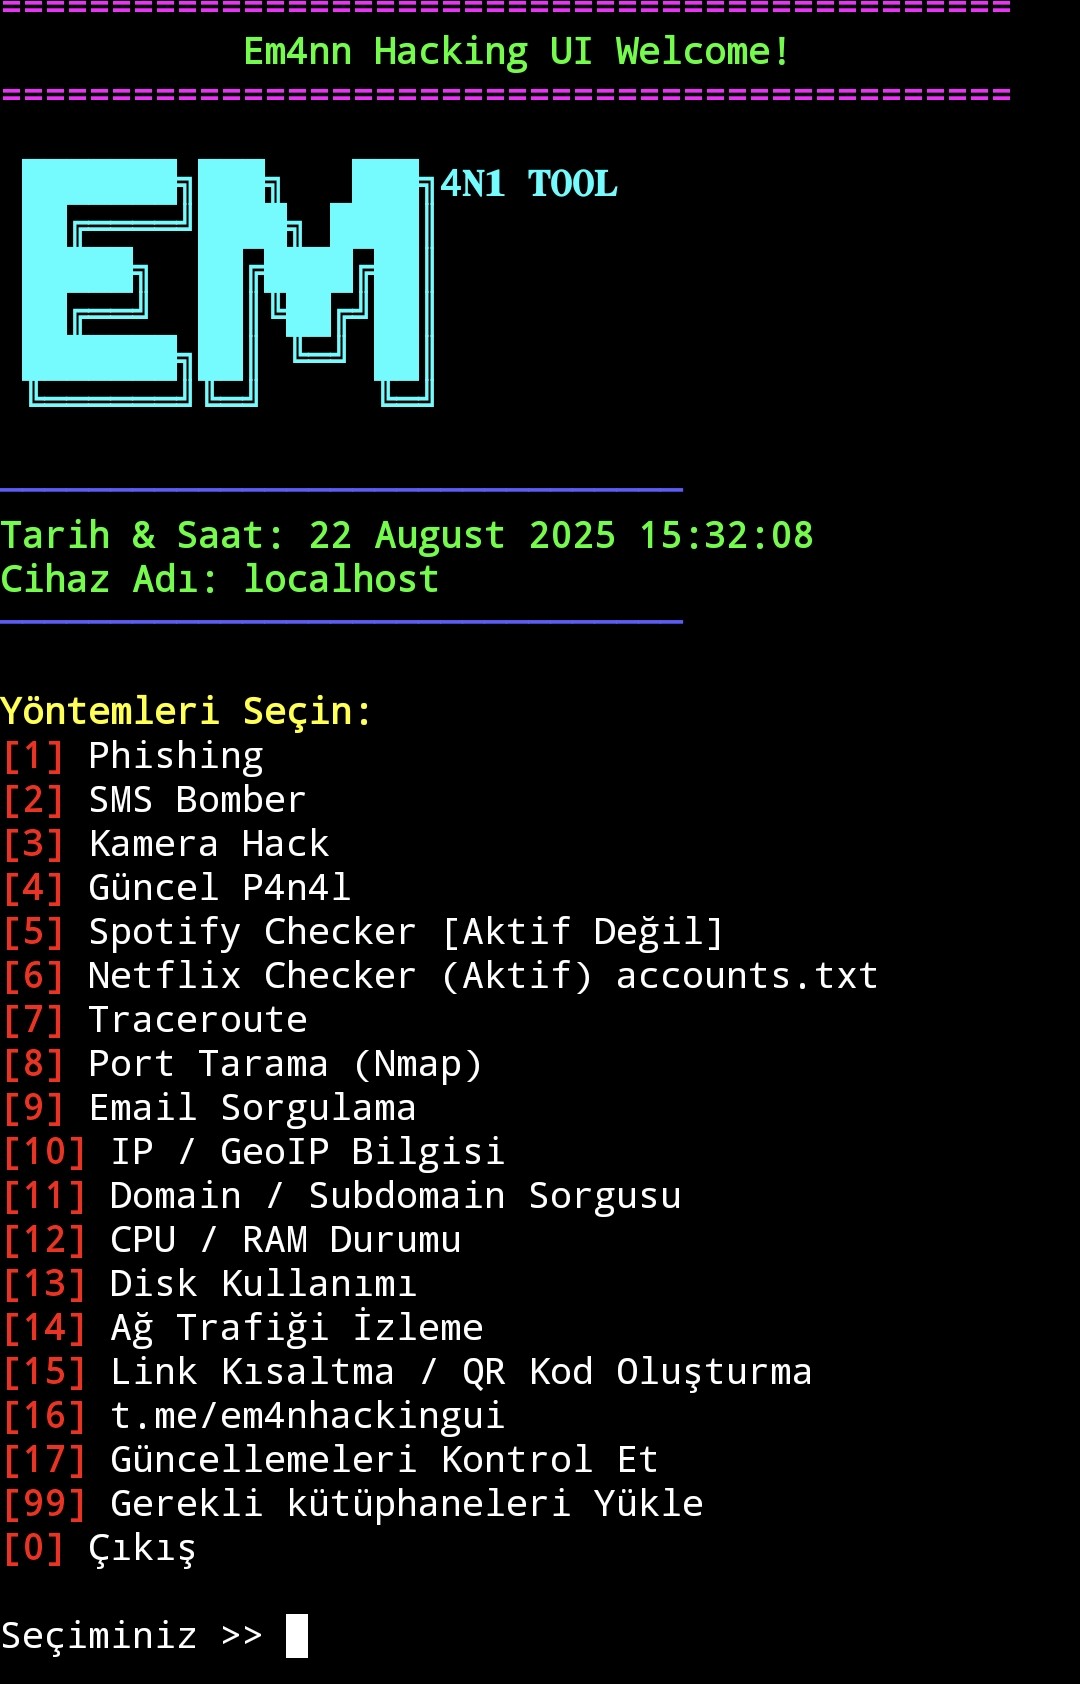 ==============================================
Em4nn Hacking UI Welcome!
==============================================
EM 4N1 TOOL
Tarih & Saat: 22 August 2025 15:32:08
Cihaz Adı: localhost
Yöntemleri Seçin:
[1] Phishing
[2] SMS Bomber
[3] Kamera Hack
[4] Güncel P4n4l
[5] Spotify Checker [Aktif Değil]
[6] Netflix Checker (Aktif) accounts.txt
[7] Traceroute
[8] Port Tarama (Nmap)
[9] Email Sorgulama
[10] IP / GeoIP Bilgisi
[11] Domain / Subdomain Sorgusu
[12] CPU / RAM Durumu
[13] Disk Kullanımı
[14] Ağ Trafiği İzleme
[15] Link Kısaltma / QR Kod Oluşturma
[16] t.me/em4nhackingui
[17] Güncellemeleri Kontrol Et
[99] Gerekli kütüphaneleri Yükle
[0] Çıkış
Seçiminiz >>